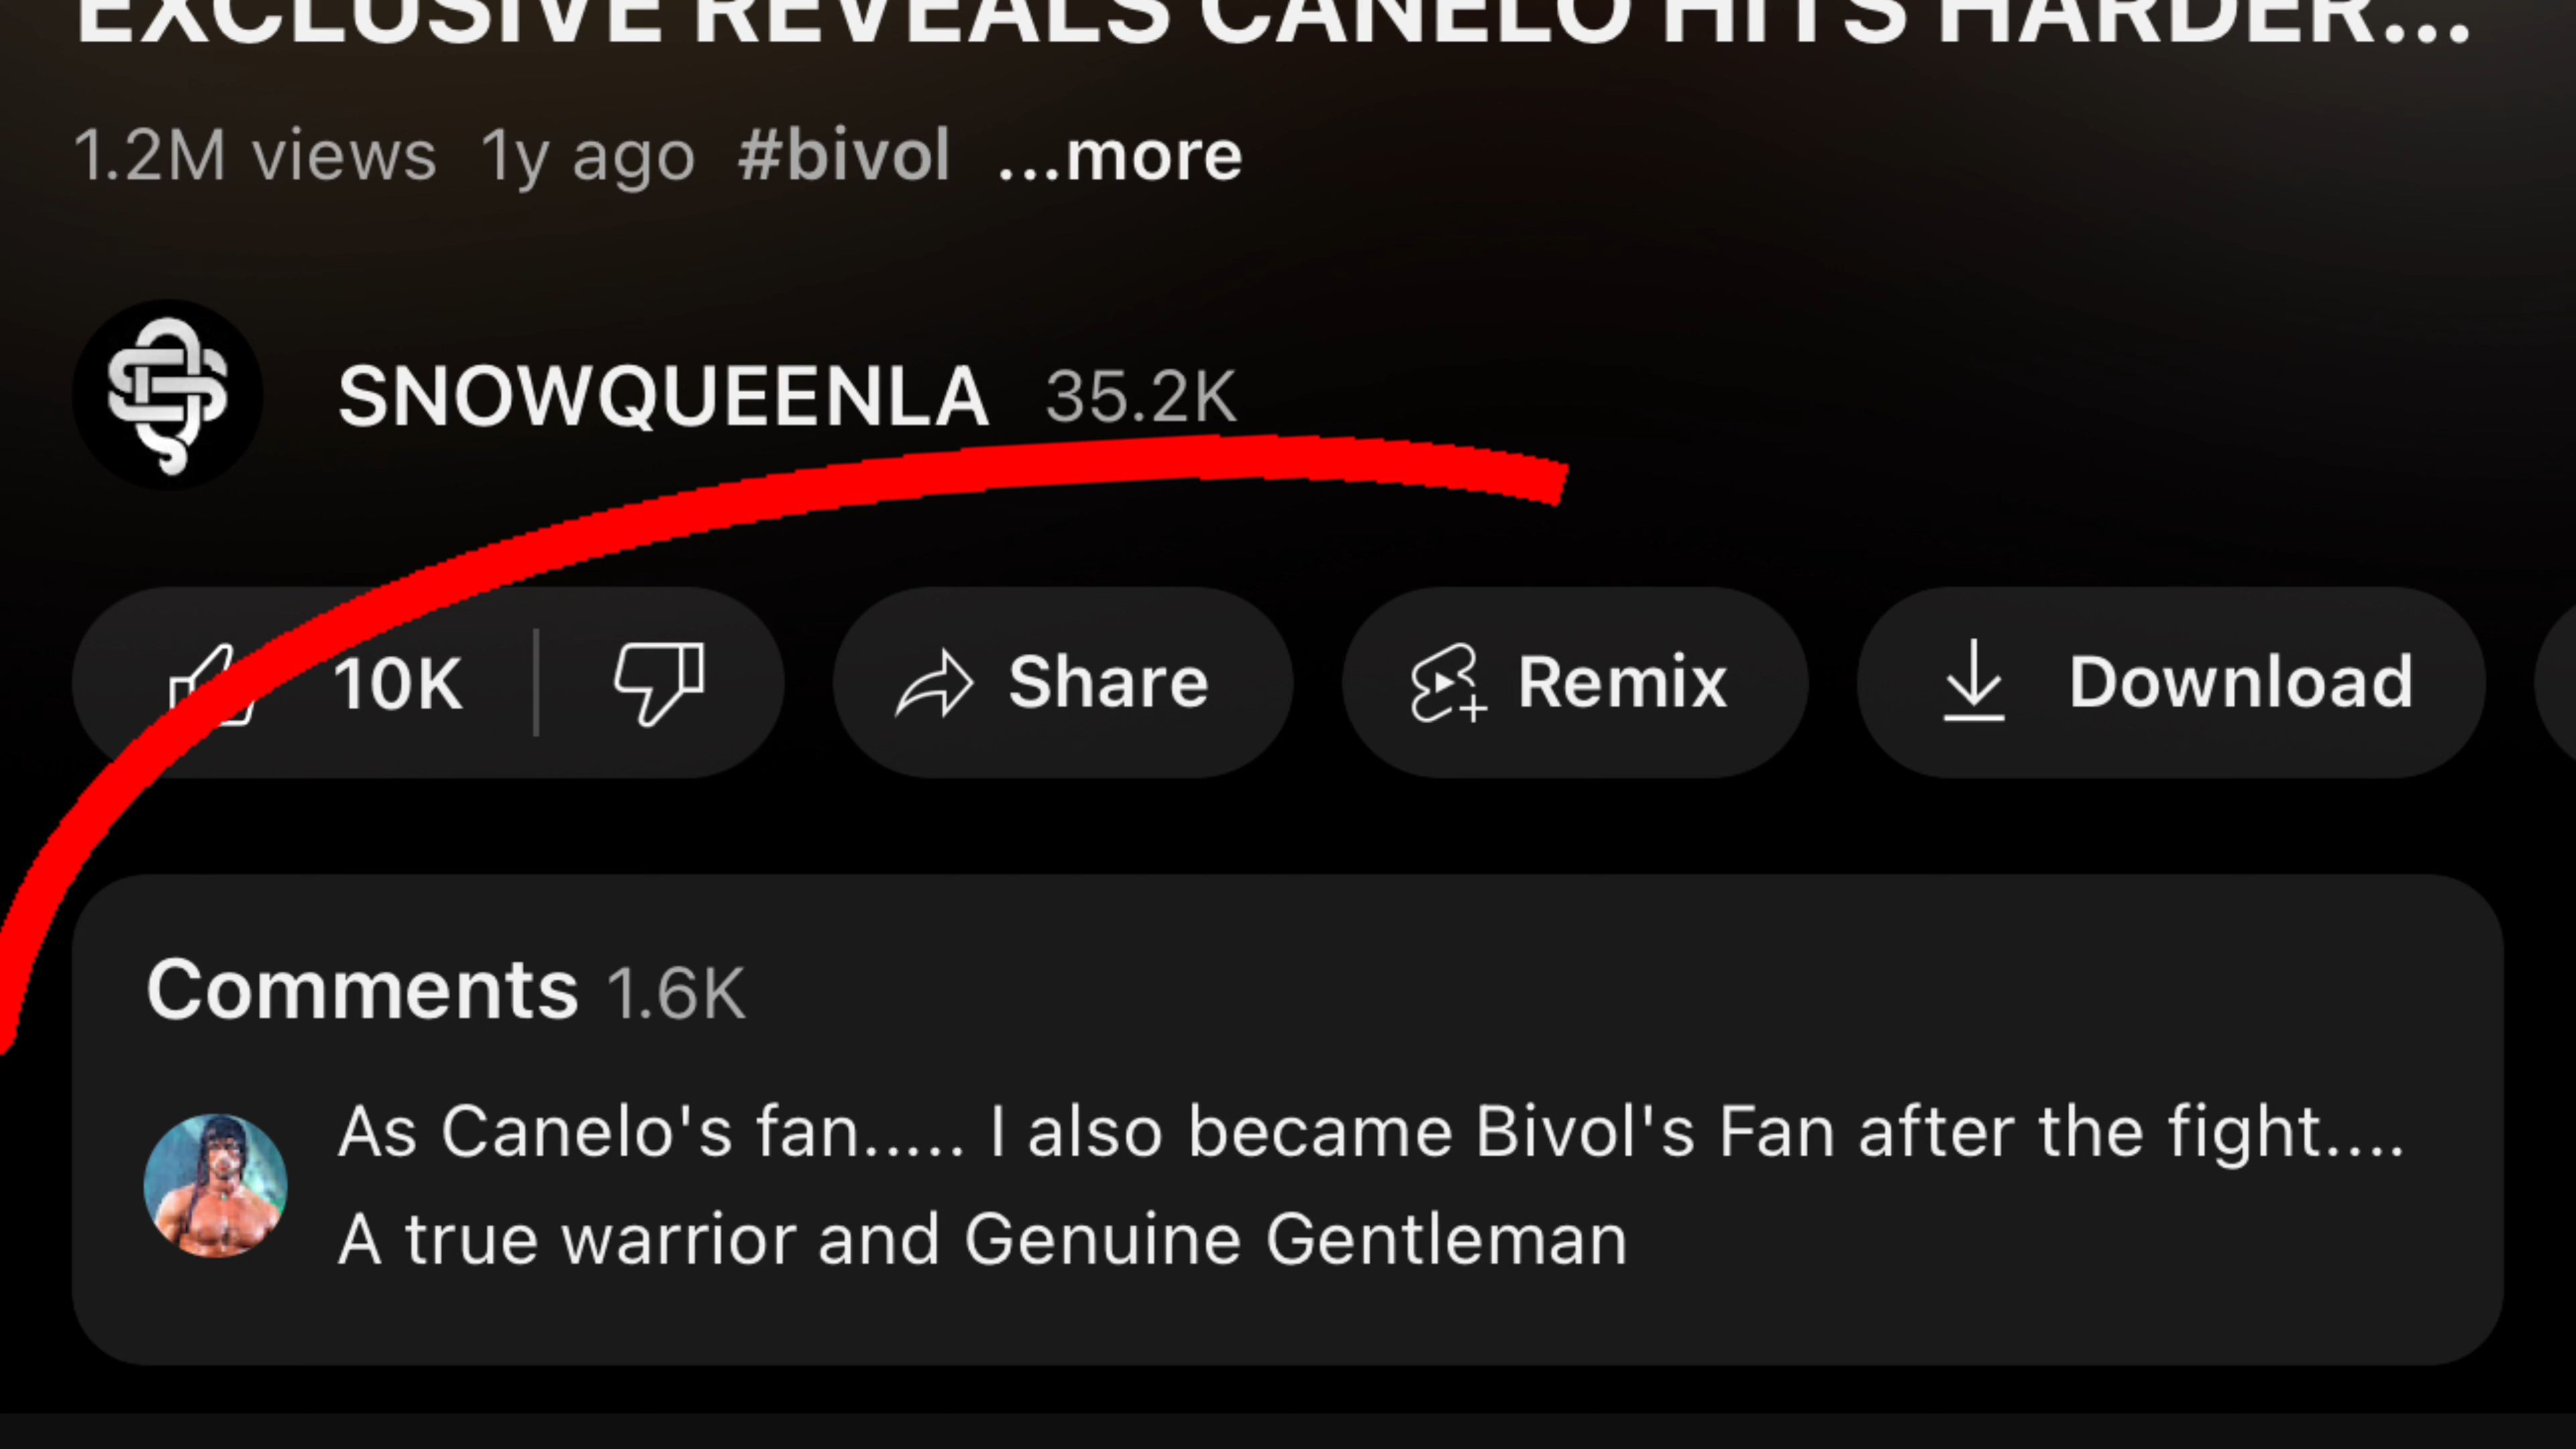 EXCLUSIVE REVEALS CANELO HITS HARDER...
1.2M views 1y ago #bivol ...more
SNOWQUEENLA 35.2K
10K Share Remix Download
Comments 1.6K
As Canelo's fan..... I also became Bivol's Fan after the fight....
A true warrior and Genuine Gentleman